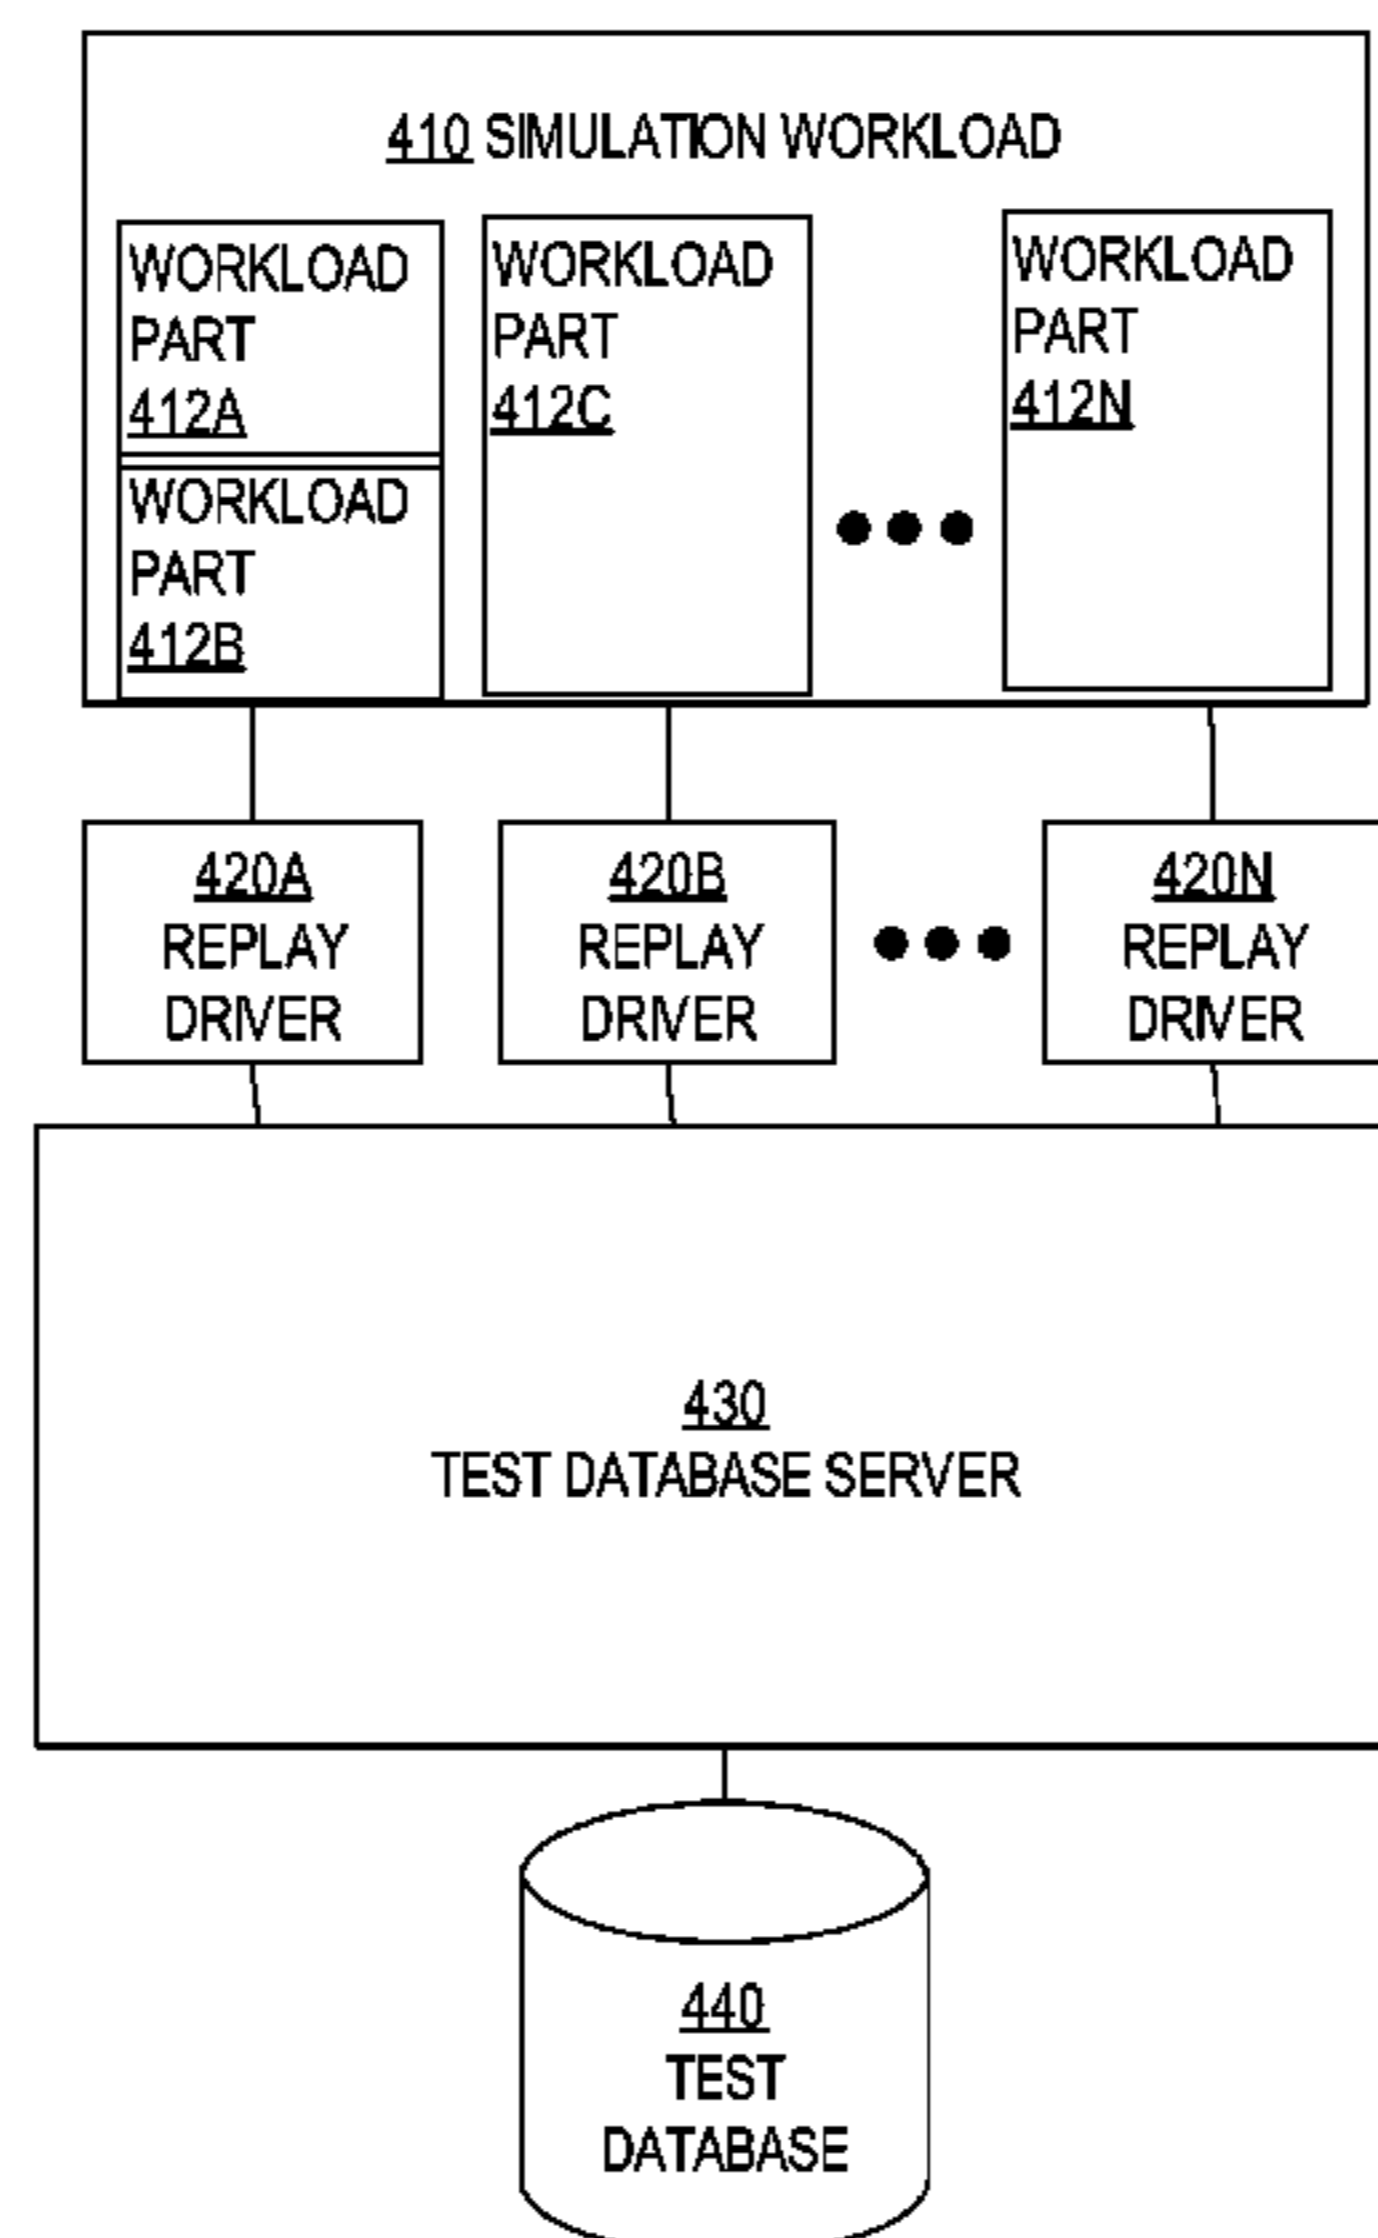 410 SIMULATION WORKLOAD
WORKLOAD
PART
412A
WORKLOAD
PART
412B
WORKLOAD
PART
412C
WORKLOAD
PART
412N
420A
REPLAY
DRIVER
420B
REPLAY
DRIVER
420N
REPLAY
DRIVER
430
TEST DATABASE SERVER
440
TEST
DATABASE